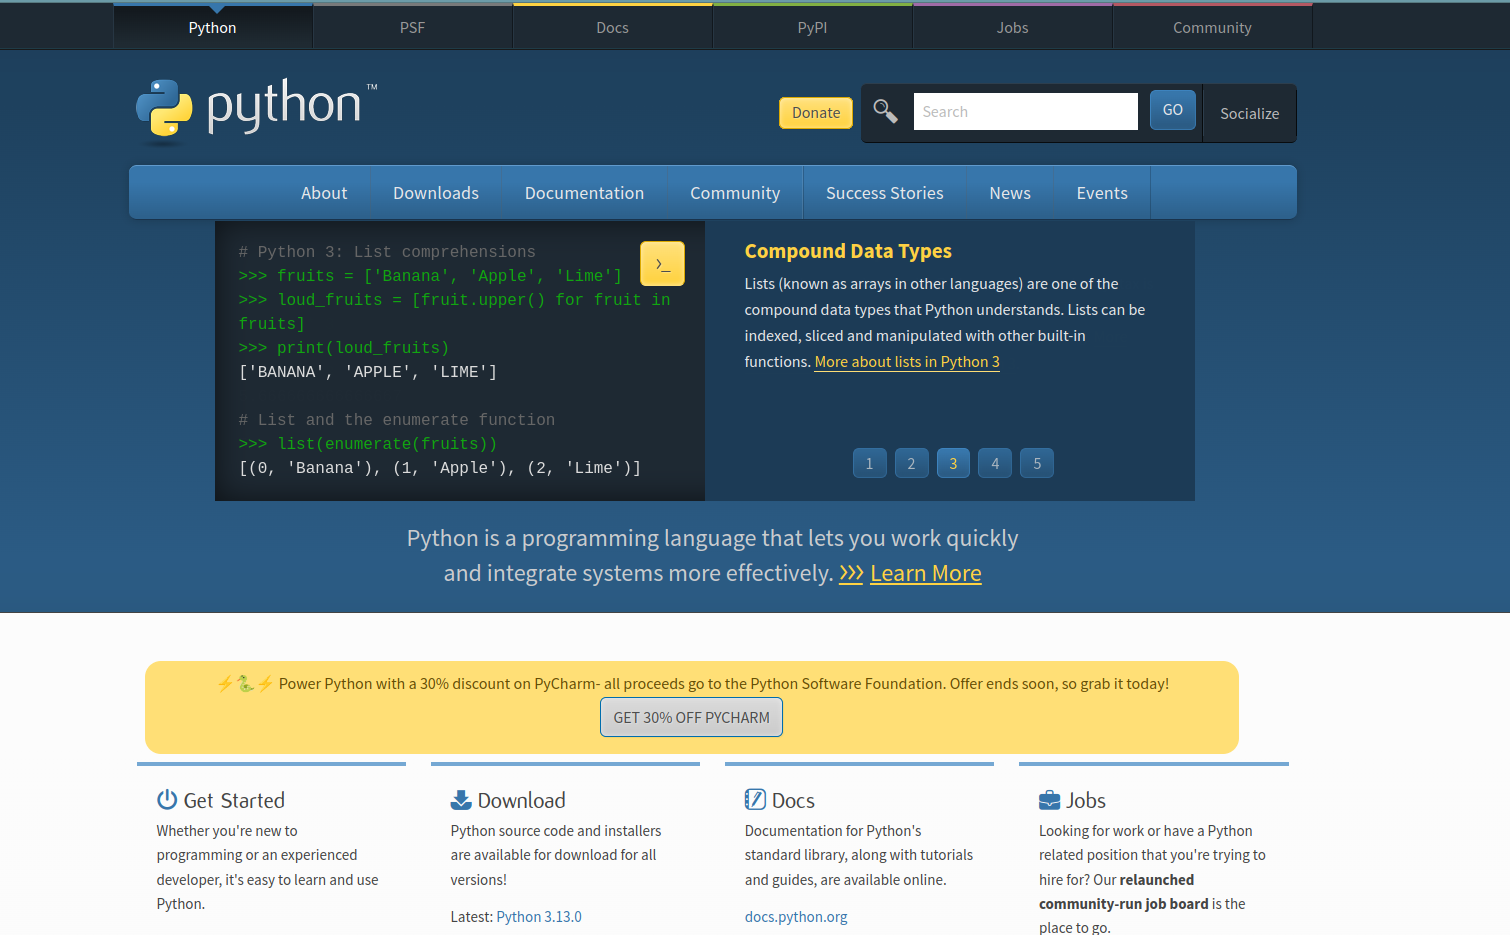 Python PSF Docs PyPI Jobs Community
python™
Donate Search GO Socialize
About Downloads Documentation Community Success Stories News Events
# Python 3: List comprehensions
>>> fruits = ['Banana', 'Apple', 'Lime']
>>> loud_fruits = [fruit.upper() for fruit in
fruits]
>>> print(loud_fruits)
['BANANA', 'APPLE', 'LIME']
# List and the enumerate function
>>> list(enumerate(fruits))
[(0, 'Banana'), (1, 'Apple'), (2, 'Lime')]
>_
Compound Data Types
Lists (known as arrays in other languages) are one of the
compound data types that Python understands. Lists can be
indexed, sliced and manipulated with other built-in
functions. More about lists in Python 3
1 2 3 4 5
Python is a programming language that lets you work quickly
and integrate systems more effectively. >>> Learn More
⚡🐍⚡ Power Python with a 30% discount on PyCharm- all proceeds go to the Python Software Foundation. Offer ends soon, so grab it today!
GET 30% OFF PYCHARM
Get Started
Whether you're new to
programming or an experienced
developer, it's easy to learn and use
Python.
Download
Python source code and installers
are available for download for all
versions!
Latest: Python 3.13.0
Docs
Documentation for Python's
standard library, along with tutorials
and guides, are available online.
docs.python.org
Jobs
Looking for work or have a Python
related position that you're trying to
hire for? Our relaunched
community-run job board is the
place to go.